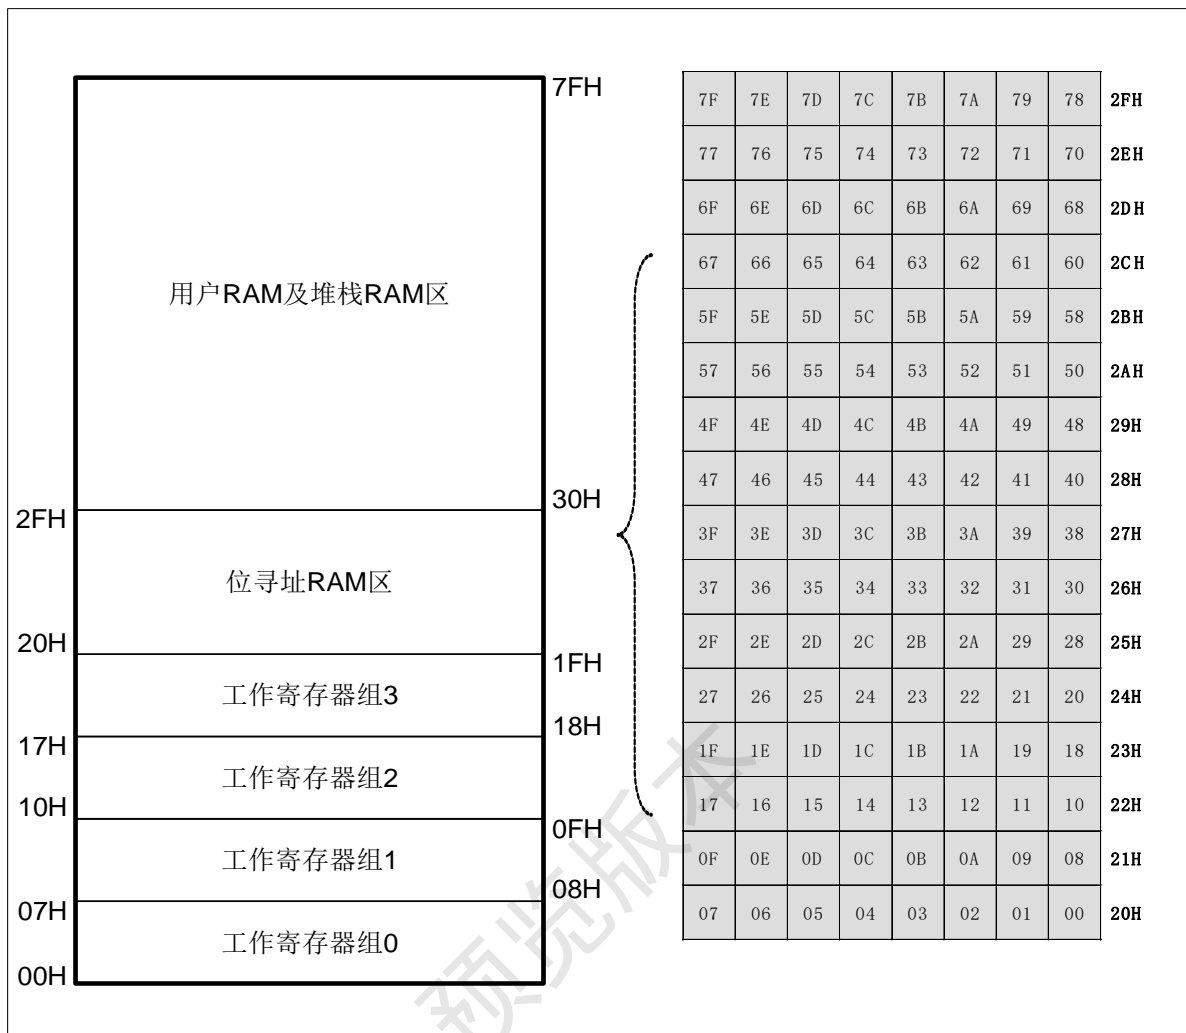 7FH
用户RAM及堆栈RAM区
30H
2FH
位寻址RAM区
20H
1FH
工作寄存器组3
18H
17H
工作寄存器组2
10H
0FH
工作寄存器组1
08H
07H
工作寄存器组0
00H
7F 7E 7D 7C 7B 7A 79 78 2FH
77 76 75 74 73 72 71 70 2EH
6F 6E 6D 6C 6B 6A 69 68 2DH
67 66 65 64 63 62 61 60 2CH
5F 5E 5D 5C 5B 5A 59 58 2BH
57 56 55 54 53 52 51 50 2AH
4F 4E 4D 4C 4B 4A 49 48 29H
47 46 45 44 43 42 41 40 28H
3F 3E 3D 3C 3B 3A 39 38 27H
37 36 35 34 33 32 31 30 26H
2F 2E 2D 2C 2B 2A 29 28 25H
27 26 25 24 23 22 21 20 24H
1F 1E 1D 1C 1B 1A 19 18 23H
17 16 15 14 13 12 11 10 22H
0F 0E 0D 0C 0B 0A 09 08 21H
07 06 05 04 03 02 01 00 20H
预览版本